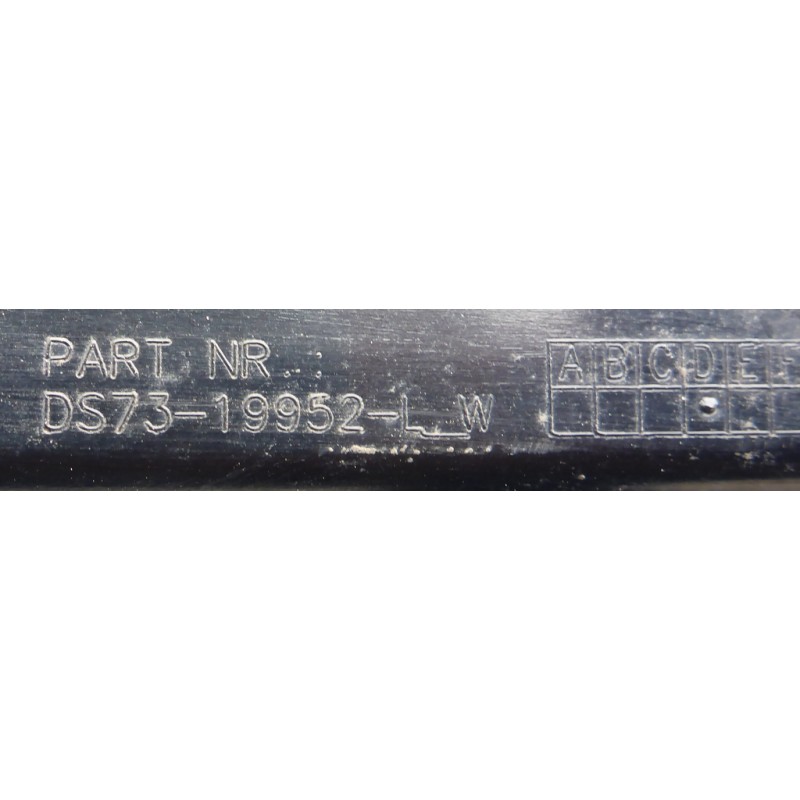 PART NR.:
DS73-19952-L_W
A B C D E F